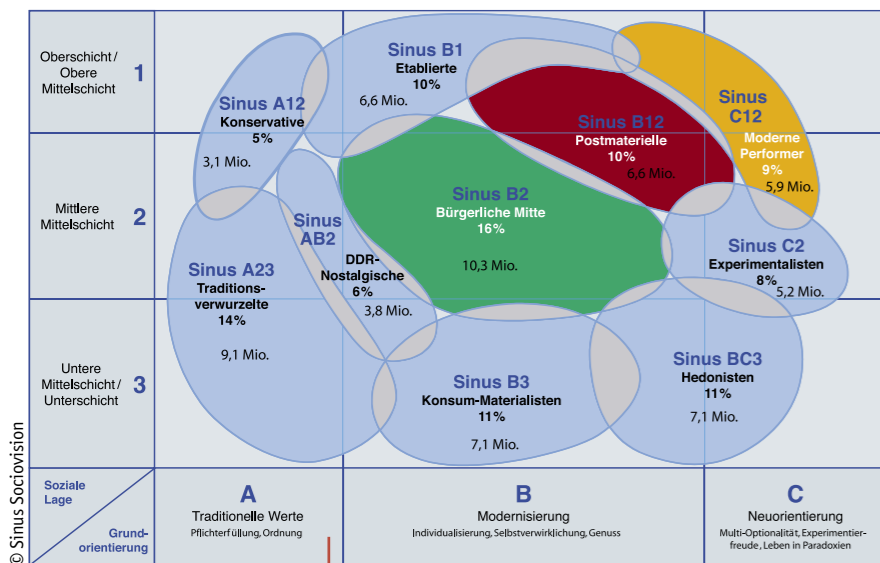 Oberschicht /
Obere
Mittelschicht
1
Mittlere
Mittelschicht
2
Untere
Mittelschicht /
Unterschicht
3
Sinus B1
Etablierte
10%
6,6 Mio.
Sinus A12
Konservative
5%
3,1 Mio.
Sinus B12
Postmaterielle
10%
6,6 Mio.
Sinus
C12
Moderne
Performer
9%
5,9 Mio.
Sinus B2
Bürgerliche Mitte
16%
10,3 Mio.
Sinus
AB2
DDR-
Nostalgische
6%
3,8 Mio.
Sinus A23
Traditions-
verwurzelte
14%
9,1 Mio.
Sinus C2
Experimentalisten
8%
5,2 Mio.
Sinus B3
Konsum-Materialisten
11%
7,1 Mio.
Sinus BC3
Hedonisten
11%
7,1 Mio.
Soziale
Lage
Grund-
orientierung
A
Traditionelle Werte
Pflichterfüllung, Ordnung
B
Modernisierung
Individualisierung, Selbstverwirklichung, Genuss
C
Neuorientierung
Multi-Optionalität, Experimentier-
freude, Leben in Paradoxien
© Sinus Sociovision